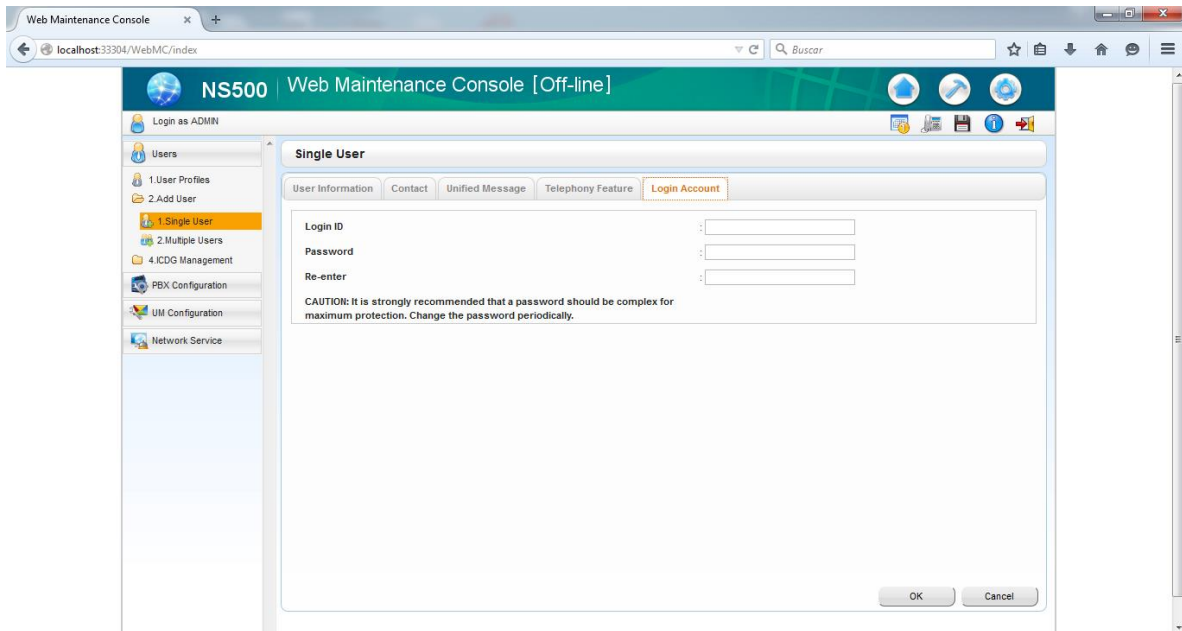 Web Maintenance Console
localhost:33304/WebMC/index
Buscar
NS500 Web Maintenance Console [Off-line]
Login as ADMIN
Users
1.User Profiles
2.Add User
1.Single User
2.Multiple Users
4.ICDG Management
PBX Configuration
UM Configuration
Network Service
Single User
User Information Contact Unified Message Telephony Feature Login Account
Login ID :
Password :
Re-enter :
CAUTION: It is strongly recommended that a password should be complex for
maximum protection. Change the password periodically.
OK Cancel